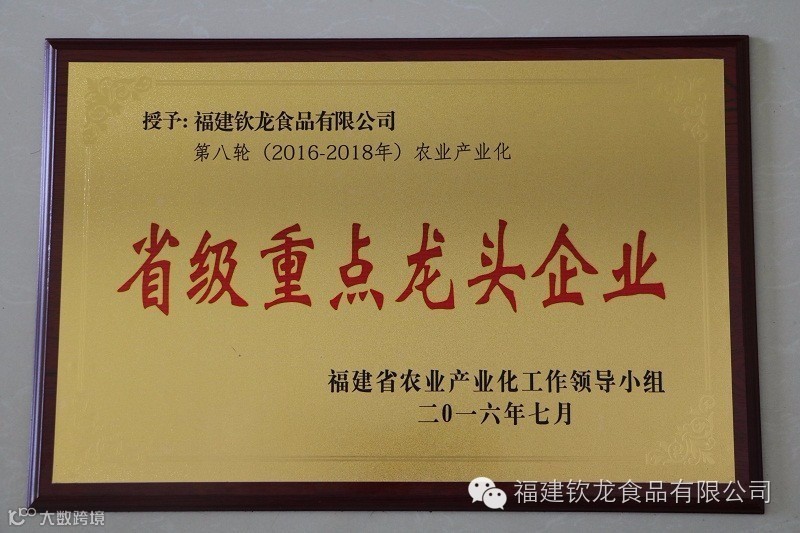 授予:福建钦龙食品有限公司
第八轮（2016-2018年）农业产业化
省级重点龙头企业
福建省农业产业化工作领导小组
二0一六年七月
福建钦龙食品有限公司
大数跨境